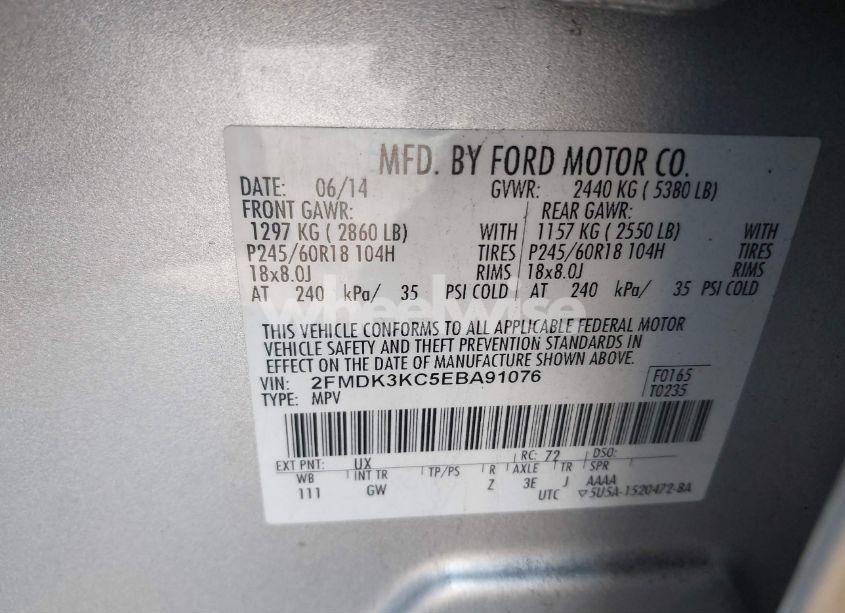 MFD. BY FORD MOTOR CO.
DATE: 06/14 GVWR: 2440 KG ( 5380 LB)
FRONT GAWR: REAR GAWR:
1297 KG ( 2860 LB) WITH 1157 KG ( 2550 LB) WITH
P245/60R18 104H TIRES P245/60R18 104H TIRES
18x8.0J RIMS 18x8.0J RIMS
AT 240 kPa/ 35 PSI COLD AT 240 kPa/ 35 PSI COLD
wheelwise
THIS VEHICLE CONFORMS TO ALL APPLICABLE FEDERAL MOTOR
VEHICLE SAFETY AND THEFT PREVENTION STANDARDS IN
EFFECT ON THE DATE OF MANUFACTURE SHOWN ABOVE.
VIN: 2FMDK3KC5EBA91076 F0165
TYPE: MPV T0235
EXT PNT: UX RC: 72 DSO:
WB INT TR TP/PS R AXLE TR SPR
111 GW Z 3E J AAAA
UTC ▽5U5A-1520472-BA